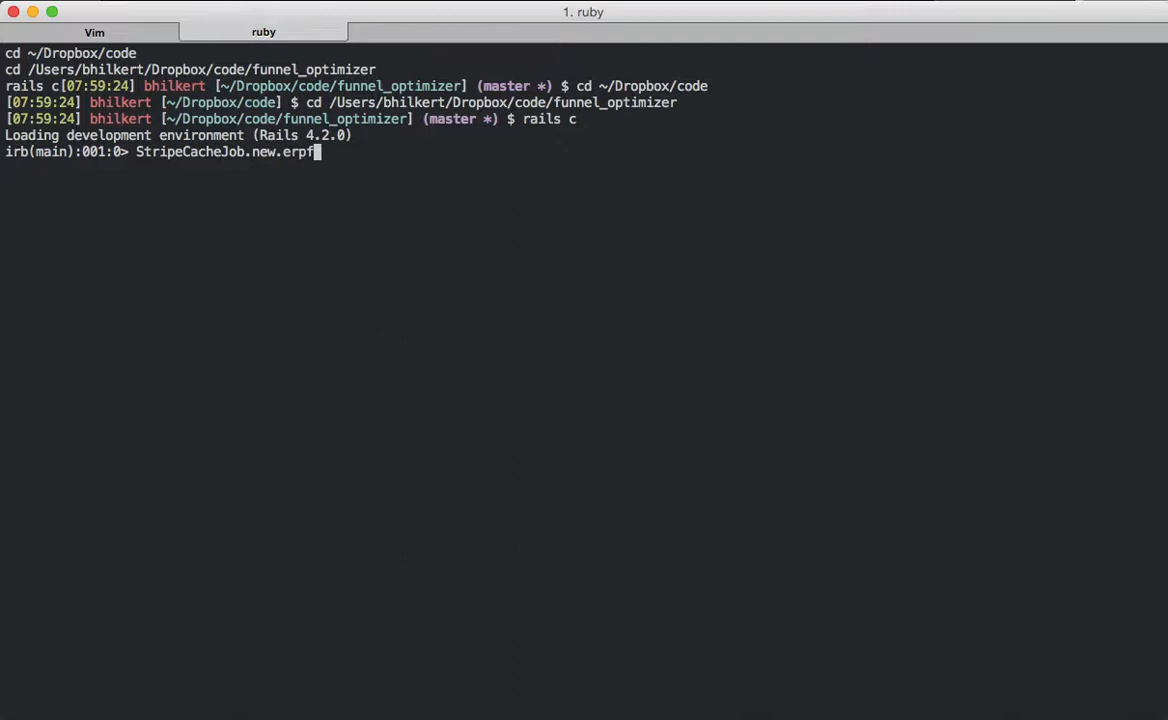 1. ruby
Vim
ruby
cd ~/Dropbox/code
cd /Users/bhilkert/Dropbox/code/funnel_optimizer
rails c[07:59:24] bhilkert [~/Dropbox/code/funnel_optimizer] (master *) $ cd ~/Dropbox/code
[07:59:24] bhilkert [~/Dropbox/code] $ cd /Users/bhilkert/Dropbox/code/funnel_optimizer
[07:59:24] bhilkert [~/Dropbox/code/funnel_optimizer] (master *) $ rails c
Loading development environment (Rails 4.2.0)
irb(main):001:0> StripeCacheJob.new.erpf